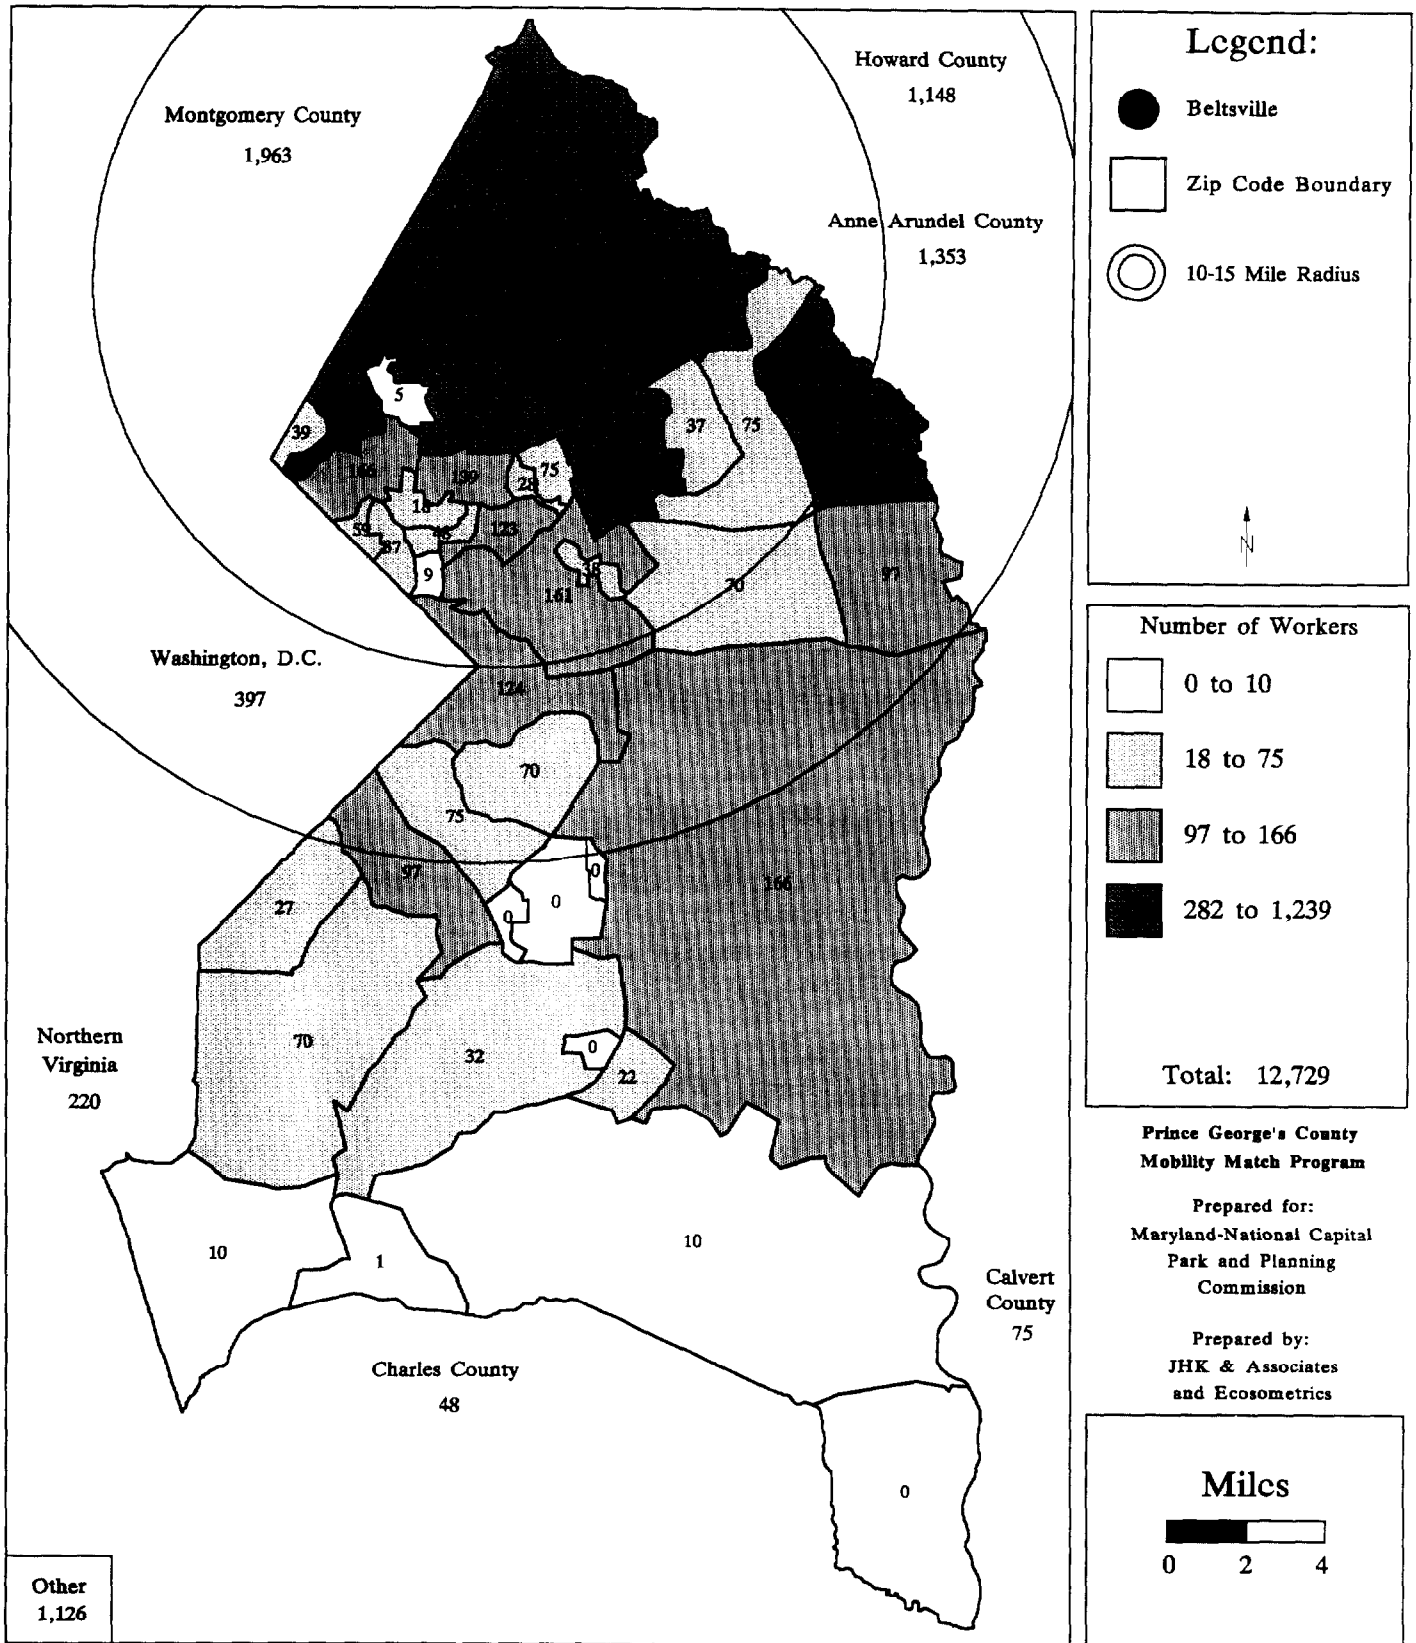 Howard County
1,148
Montgomery County
1,963
Anne Arundel County
1,353
5
39
37
75
139
75
28
18
123
37
9
161
70
97
Washington, D.C.
397
124
70
75
97
166
0
0
0
27
Northern
Virginia
220
70
32
0
22
10
1
10
Calvert
County
75
Charles County
48
0
Other
1,126
Legend:
Beltsville
Zip Code Boundary
10-15 Mile Radius
N
Number of Workers
0 to 10
18 to 75
97 to 166
282 to 1,239
Total: 12,729
Prince George's County
Mobility Match Program
Prepared for:
Maryland-National Capital
Park and Planning
Commission
Prepared by:
JHK & Associates
and Ecosometrics
Miles
0 2 4